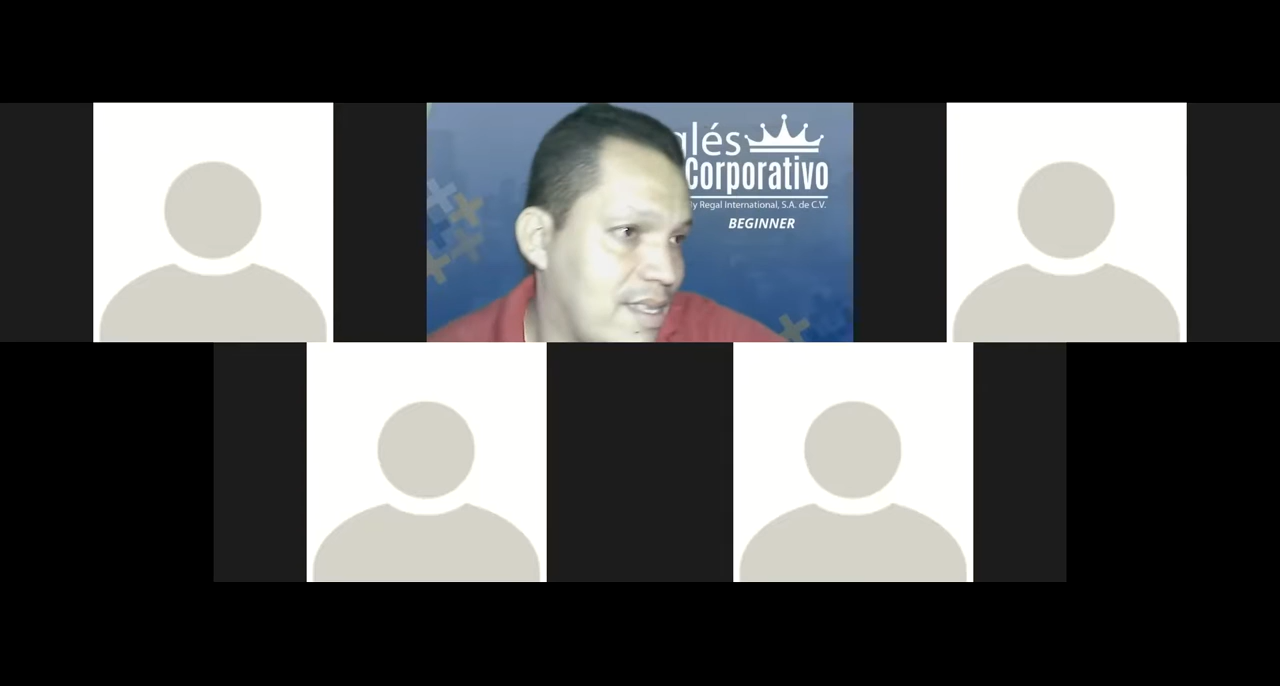 glés
Corporativo
ly Regal International, S.A. de C.V.
BEGINNER